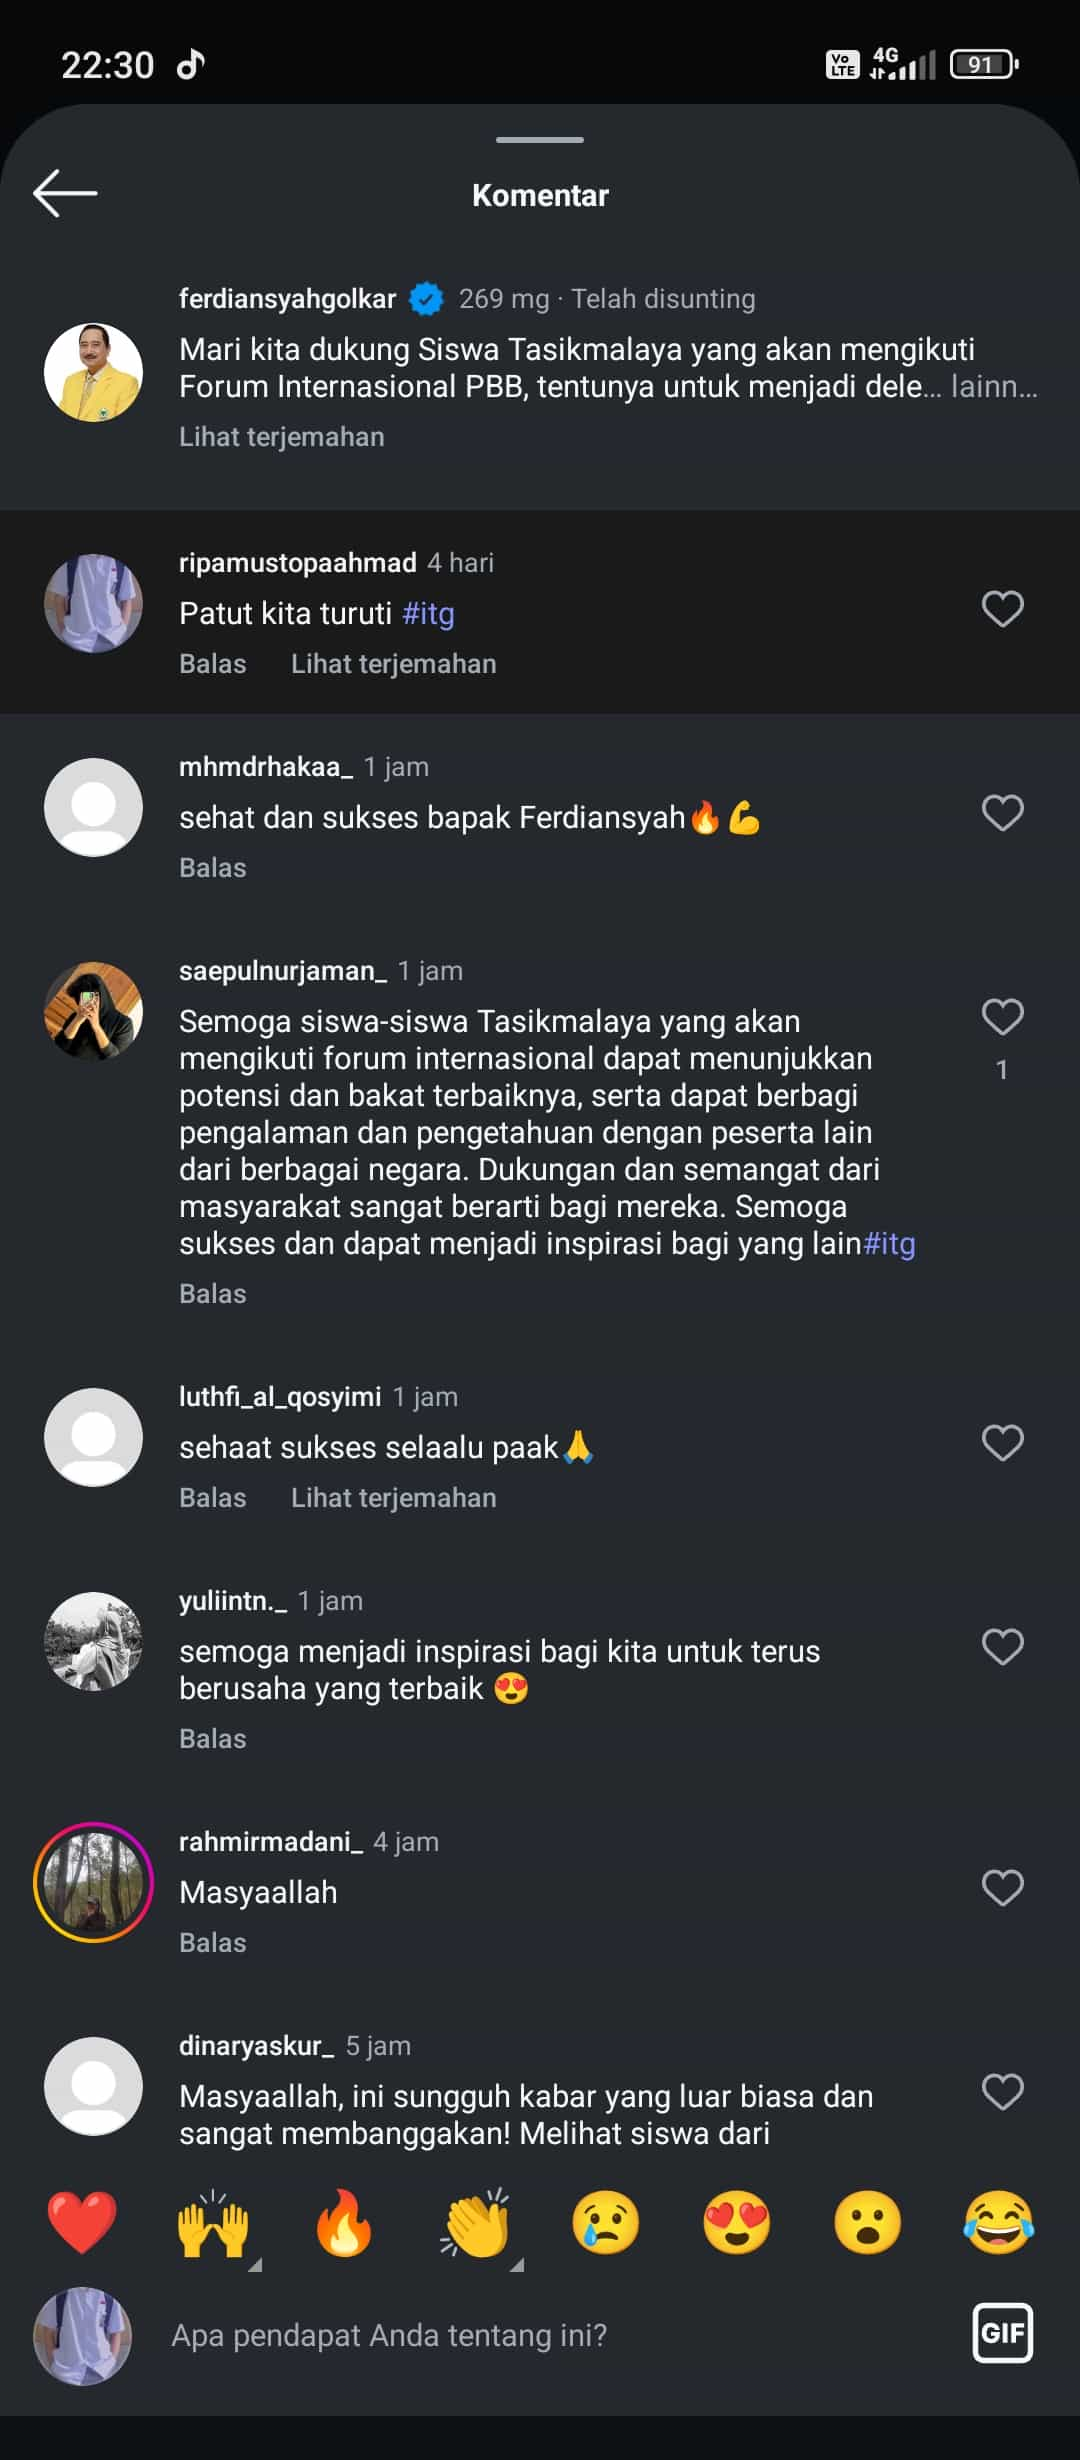 22:30
Vo LTE 4G 91
Komentar
ferdiansyahgolkar 269 mg · Telah disunting
Mari kita dukung Siswa Tasikmalaya yang akan mengikuti
Forum Internasional PBB, tentunya untuk menjadi dele... lainn...
Lihat terjemahan
ripamustopaahmad 4 hari
Patut kita turuti #itg
Balas Lihat terjemahan
mhmdrhakaa_ 1 jam
sehat dan sukses bapak Ferdiansyah🔥💪
Balas
saepulnurjaman_ 1 jam
Semoga siswa-siswa Tasikmalaya yang akan
mengikuti forum internasional dapat menunjukkan
potensi dan bakat terbaiknya, serta dapat berbagi
pengalaman dan pengetahuan dengan peserta lain
dari berbagai negara. Dukungan dan semangat dari
masyarakat sangat berarti bagi mereka. Semoga
sukses dan dapat menjadi inspirasi bagi yang lain#itg
1
Balas
luthfi_al_qosyimi 1 jam
sehaat sukses selaalu paak🙏
Balas Lihat terjemahan
yuliintn._ 1 jam
semoga menjadi inspirasi bagi kita untuk terus
berusaha yang terbaik 😍
Balas
rahmirmadani_ 4 jam
Masyaallah
Balas
dinaryaskur_ 5 jam
Masyaallah, ini sungguh kabar yang luar biasa dan
sangat membanggakan! Melihat siswa dari
❤️ 🙌 🔥 👏 😢 😍 😮 😂
Apa pendapat Anda tentang ini?
GIF